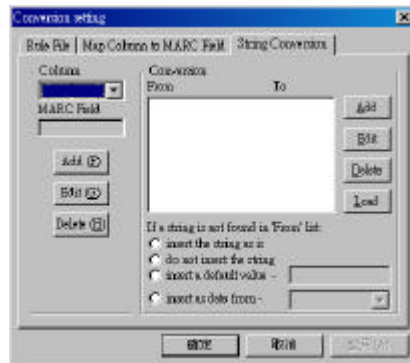 Conversion setting
Rule File
Map Column to MARC Field
String Conversion
Column
MARC Field
Add (F)
Edit (G)
Delete (H)
Conversion
From To
Add
Edit
Delete
Load
If a string is not found in 'From' list:
insert the string as is
do not insert the string
insert a default value -
insert as data from -
確定
取消